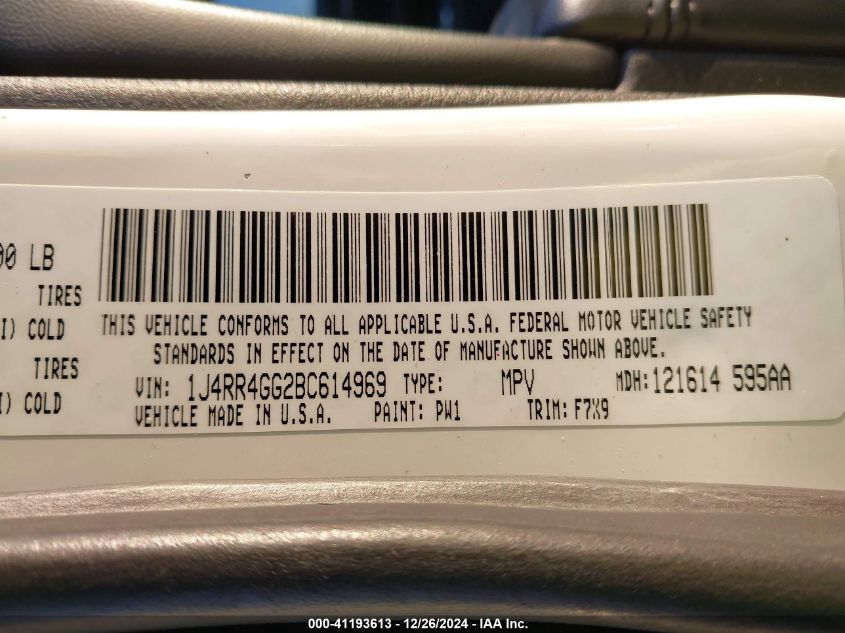 00 LB
TIRES
I) COLD
TIRES
I) COLD
THIS VEHICLE CONFORMS TO ALL APPLICABLE U.S.A. FEDERAL MOTOR VEHICLE SAFETY
STANDARDS IN EFFECT ON THE DATE OF MANUFACTURE SHOWN ABOVE.
VIN: 1J4RR4GG2BC614969 TYPE: MPV MDH: 121614 595AA
VEHICLE MADE IN U.S.A. PAINT: PW1 TRIM: F7X9
000-41193613 - 12/26/2024 - IAA Inc.